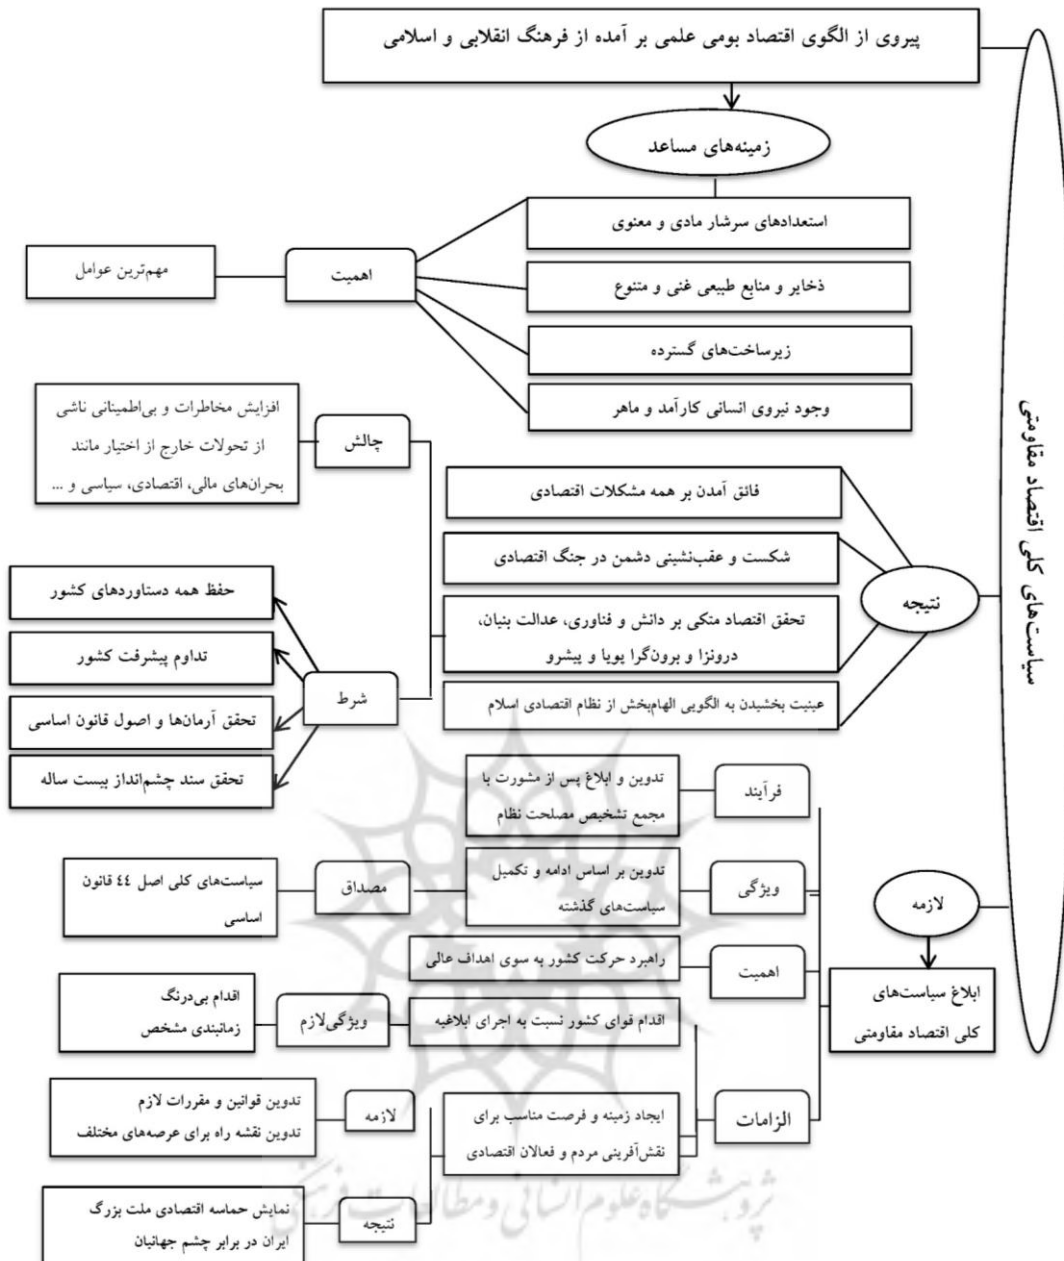 پیروی از الگوی اقتصاد بومی علمی بر آمده از فرهنگ انقلابی و اسلامی
زمینه‌های مساعد
استعدادهای سرشار مادی و معنوی
ذخایر و منابع طبیعی غنی و متنوع
زیرساخت‌های گسترده
وجود نیروی انسانی کارآمد و ماهر
اهمیت
مهم‌ترین عوامل
سیاست‌های کلی اقتصاد مقاومتی
چالش
افزایش مخاطرات و بی‌اطمینانی ناشی
از تحولات خارج از اختیار مانند
بحران‌های مالی، اقتصادی، سیاسی و ...
نتیجه
فائق آمدن بر همه مشکلات اقتصادی
شکست و عقب‌نشینی دشمن در جنگ اقتصادی
تحقق اقتصاد متکی بر دانش و فناوری، عدالت بنیان،
درونزا و برون‌گرا پویا و پیشرو
عینیت بخشیدن به الگویی الهام‌بخش از نظام اقتصادی اسلام
شرط
حفظ همه دستاوردهای کشور
تداوم پیشرفت کشور
تحقق آرمان‌ها و اصول قانون اساسی
تحقق سند چشم‌انداز بیست ساله
لازمه
ابلاغ سیاست‌های
کلی اقتصاد مقاومتی
فرآیند
تدوین و ابلاغ پس از مشورت با
مجمع تشخیص مصلحت نظام
ویژگی
تدوین بر اساس ادامه و تکمیل
سیاست‌های گذشته
مصداق
سیاست‌های کلی اصل ٤٤ قانون
اساسی
اهمیت
راهبرد حرکت کشور به سوی اهداف عالی
الزامات
اقدام قوای کشور نسبت به اجرای ابلاغیه
ویژگی‌لازم
اقدام بی‌درنگ
زمانبندی مشخص
ایجاد زمینه و فرصت مناسب برای
نقش‌آفرینی مردم و فعالان اقتصادی
لازمه
تدوین قوانین و مقررات لازم
تدوین نقشه راه برای عرصه‌های مختلف
نتیجه
نمایش حماسه اقتصادی ملت بزرگ
ایران در برابر چشم جهانیان
پژوهشگاه علوم انسانی و مطالعات فرهنگی